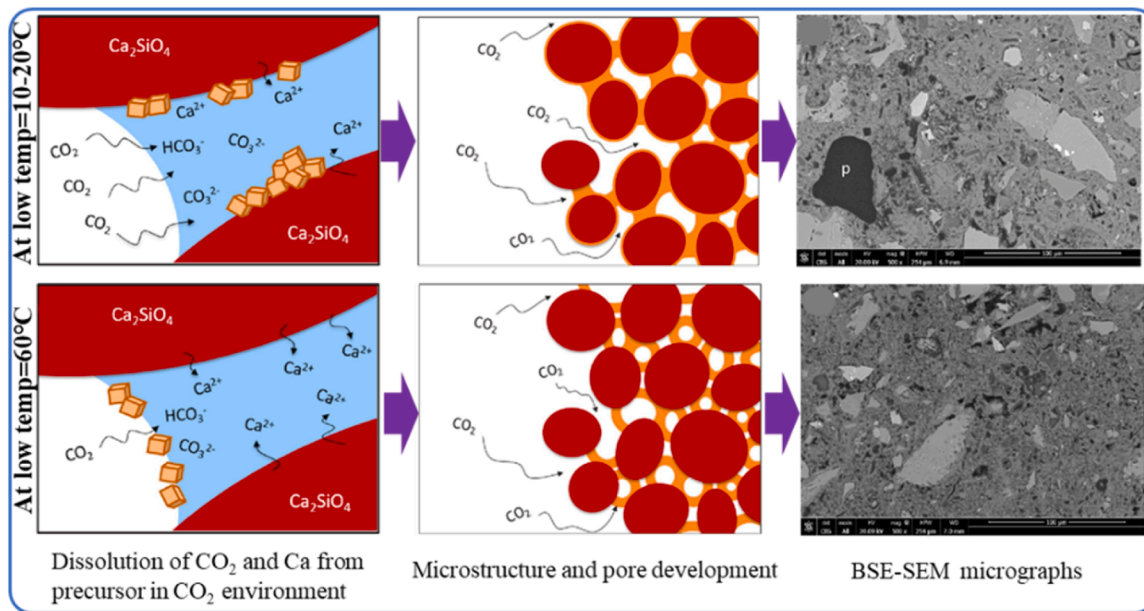 At low temp=10-20℃
Ca₂SiO₄
Ca²⁺
Ca²⁺
Ca²⁺
CO₂
HCO₃⁻
CO₃²⁻
CO₂
CO₃²⁻
CO₂
Ca₂SiO₄
CO₂
CO₂
CO₂
CO₂
P
At low temp=60℃
Ca₂SiO₄
Ca²⁺
Ca²⁺
Ca²⁺
Ca²⁺
Ca²⁺
HCO₃⁻
CO₂
CO₃²⁻
Ca₂SiO₄
CO₂
CO₂
CO₂
CO₂
Dissolution of CO₂ and Ca from
precursor in CO₂ environment
Microstructure and pore development
BSE-SEM micrographs